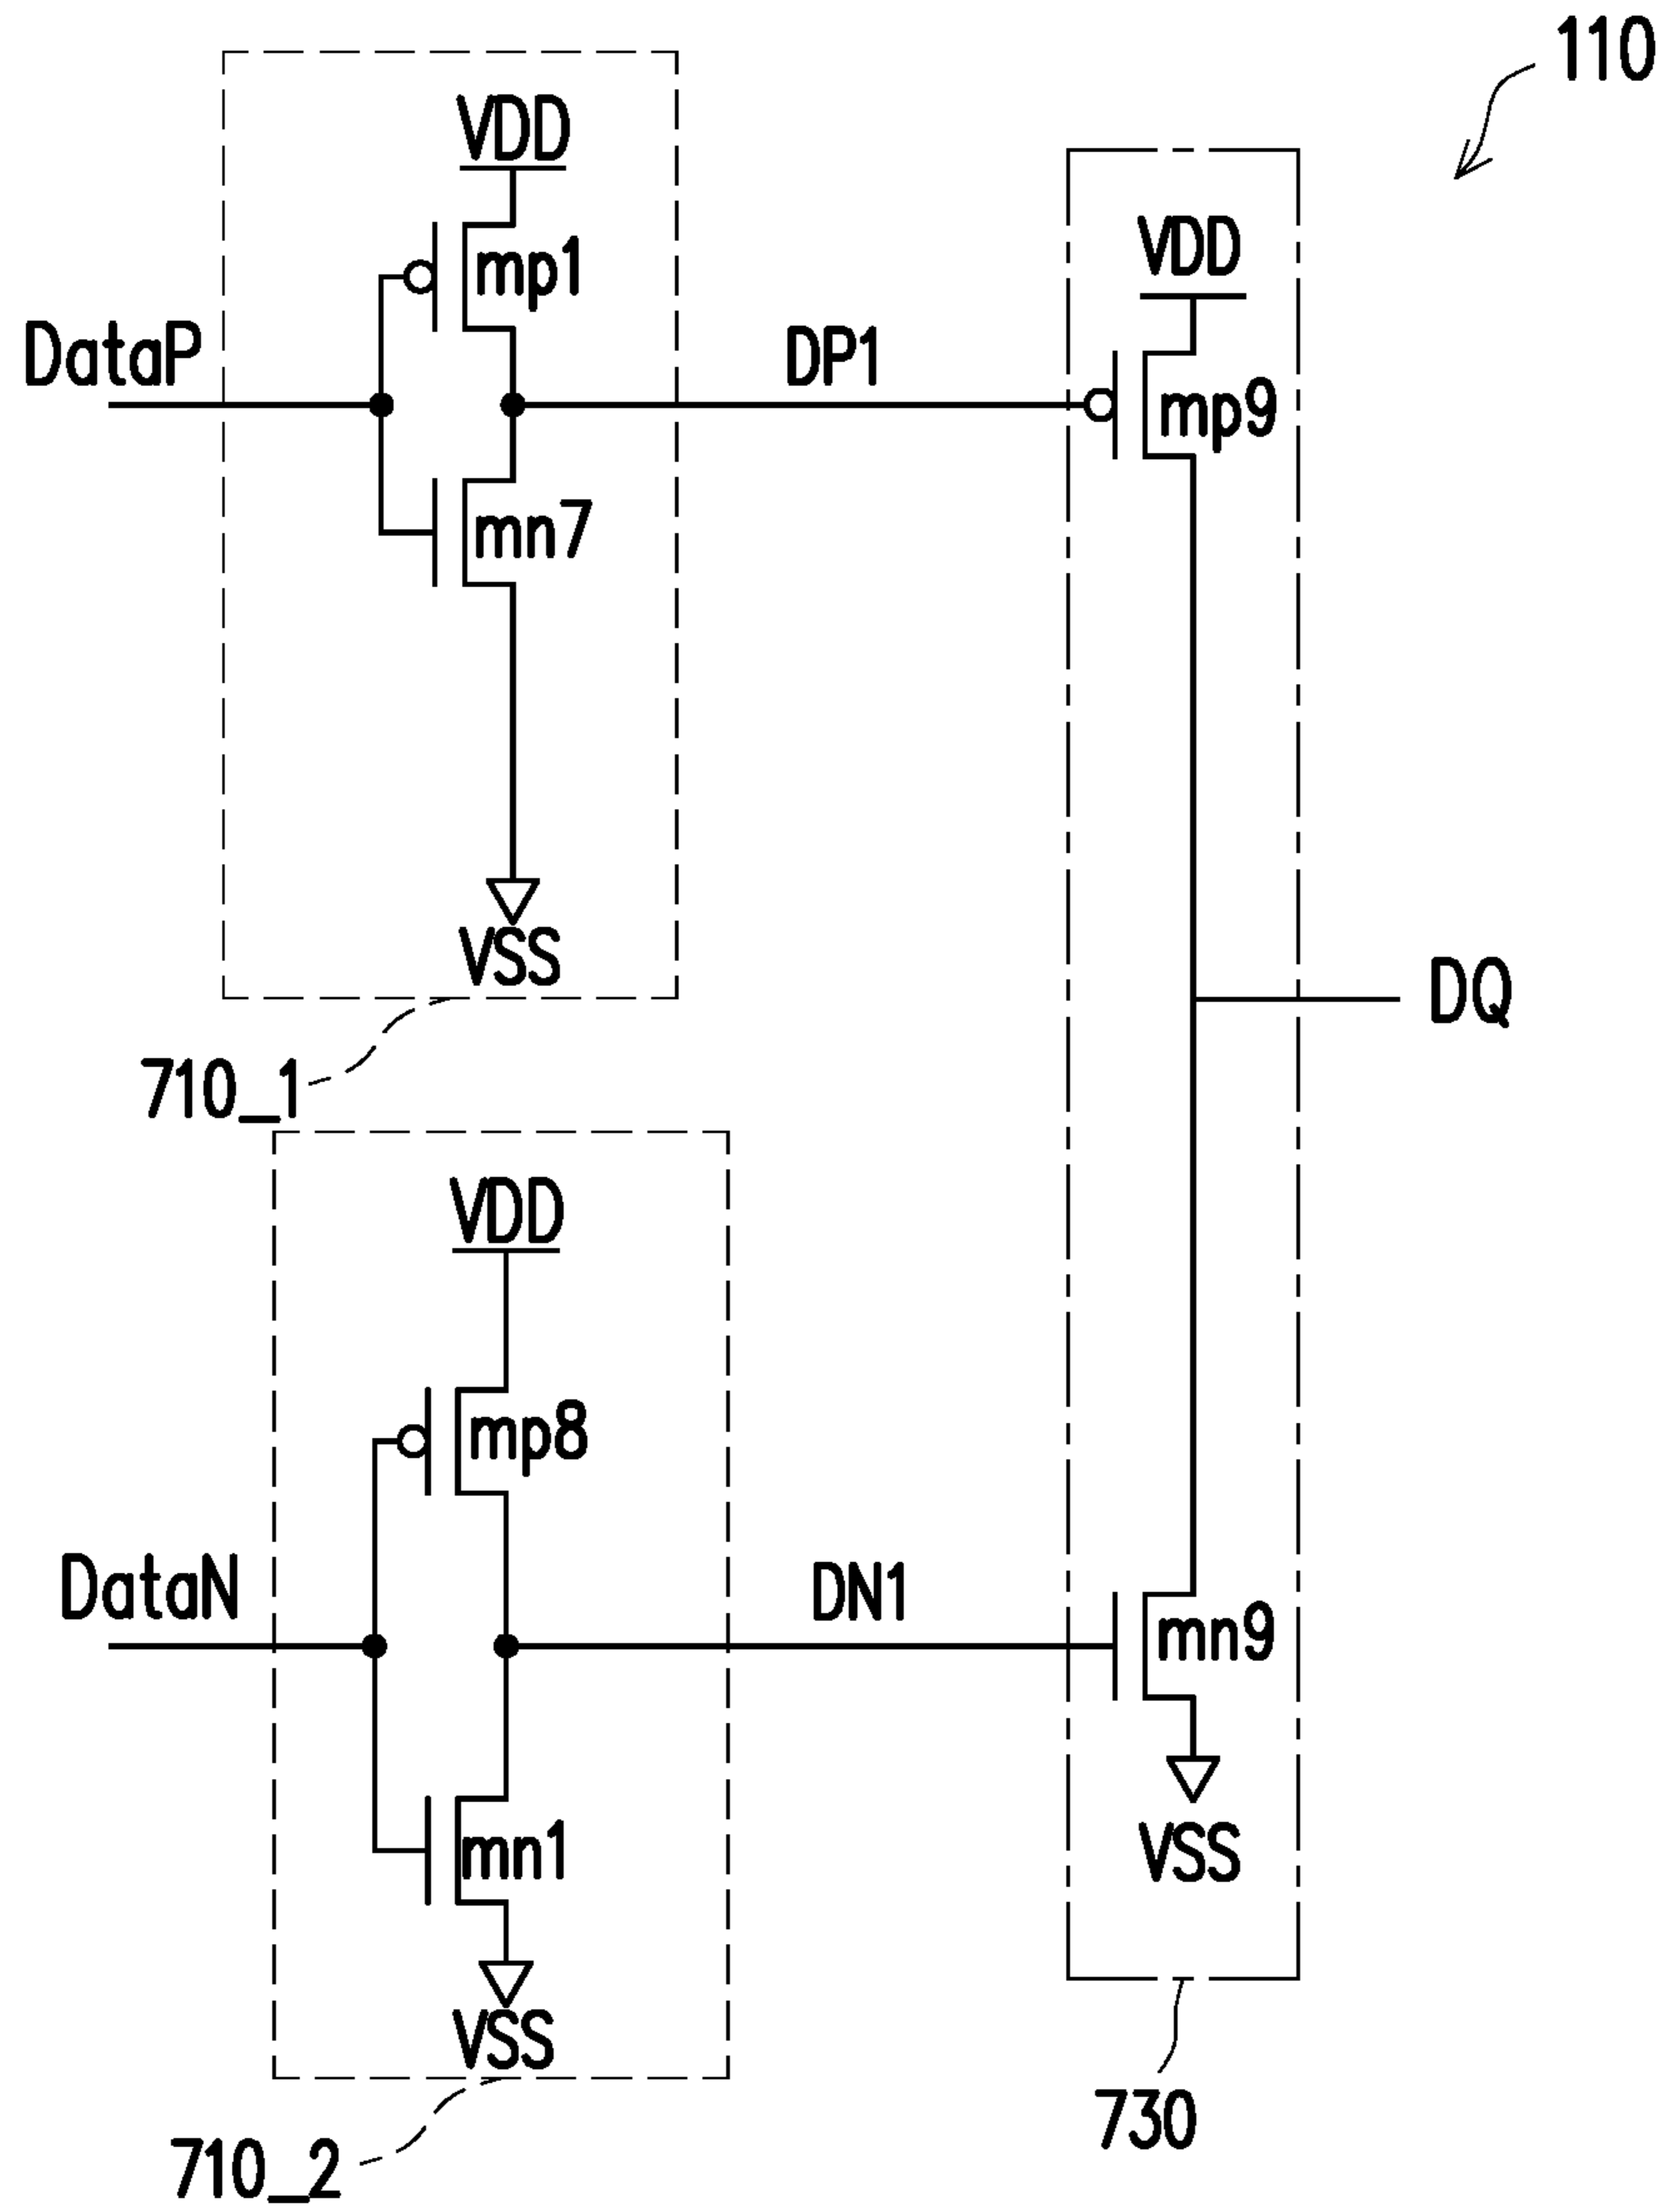 110
VDD
mp1
VDD
DataP
DP1
mp9
mn7
VSS
DQ
710_1
VDD
mp8
DataN
DN1
mn9
mn1
VSS
VSS
730
710_2